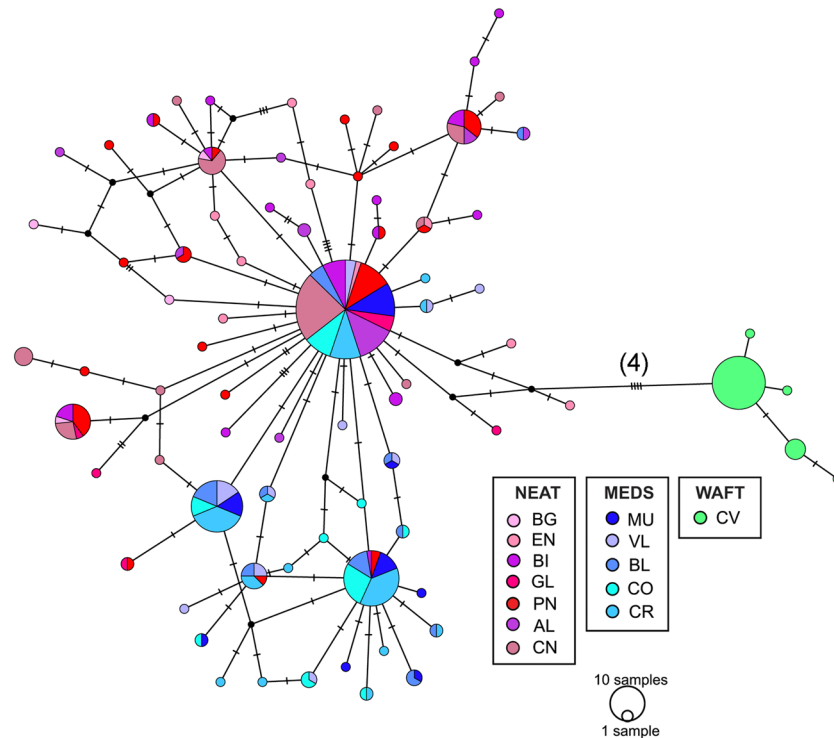 (4)
NEAT
BG
EN
BI
GL
PN
AL
CN
MEDS
MU
VL
BL
CO
CR
WAFT
CV
10 samples
1 sample